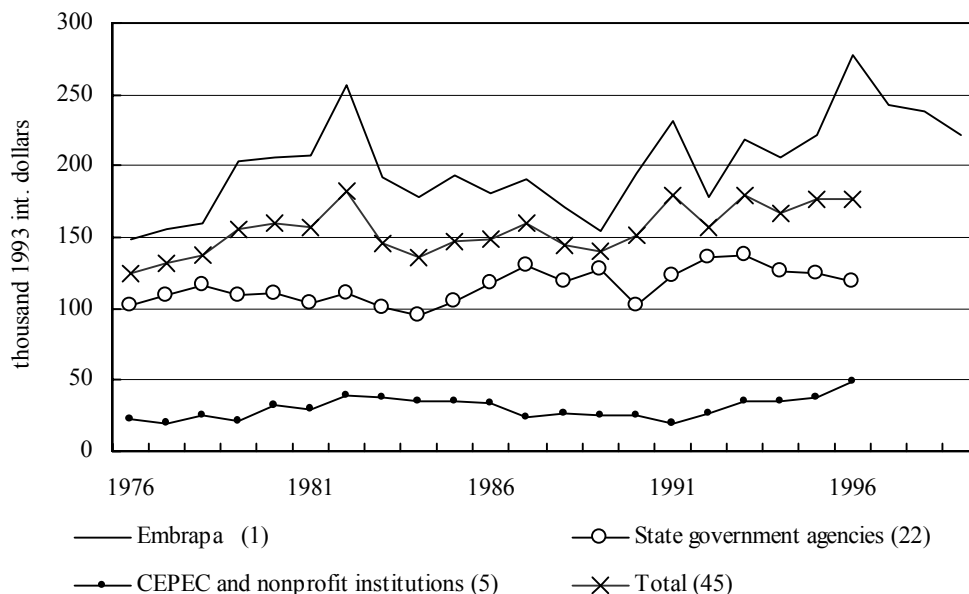 300
250
200
150
100
50
0
thousand 1993 int. dollars
1976 1981 1986 1991 1996
Embrapa (1) State government agencies (22)
CEPEC and nonprofit institutions (5) Total (45)